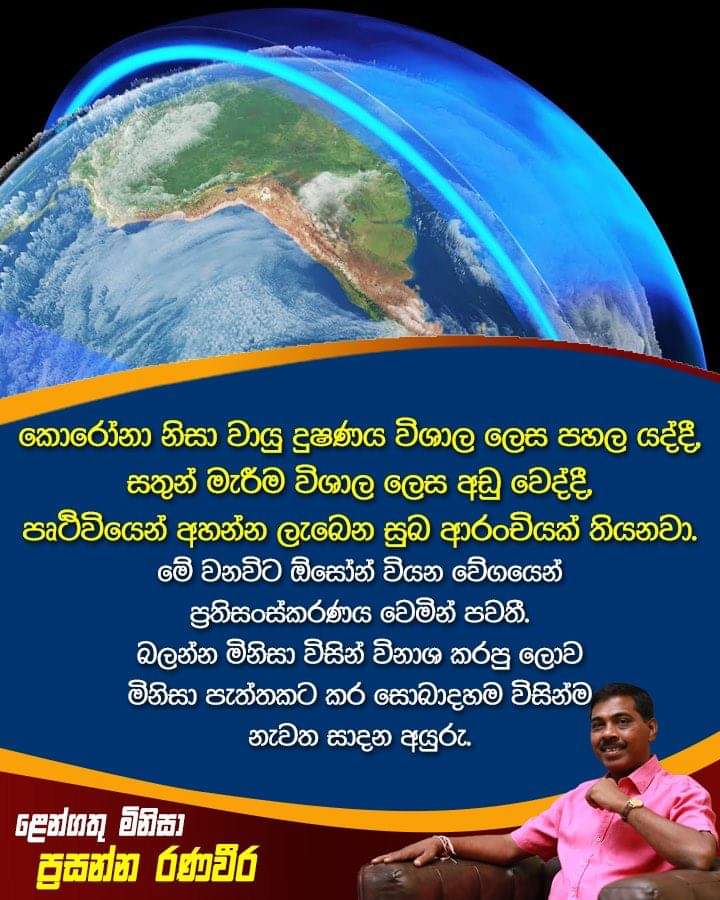 කොරෝනා නිසා වායු දුෂණය විශාල ලෙස පහල යද්දී,
සතුන් මැරීම විශාල ලෙස අඩු වෙද්දී,
පෘථිවියෙන් අහන්න ලැබෙන සුබ ආරංචියක් තියනවා.
මේ වනවිට ඕසෝන් වියන වේගයෙන්
ප්‍රතිසංස්කරණය වෙමින් පවතී.
බලන්න මිනිසා විසින් විනාශ කරපු ලොව
මිනිසා පැත්තකට කර සොබාදහම විසින්ම
නැවත සාදන අයුරු.
ළෙන්ගතු මිනිසා
ප්‍රසන්න රණවීර